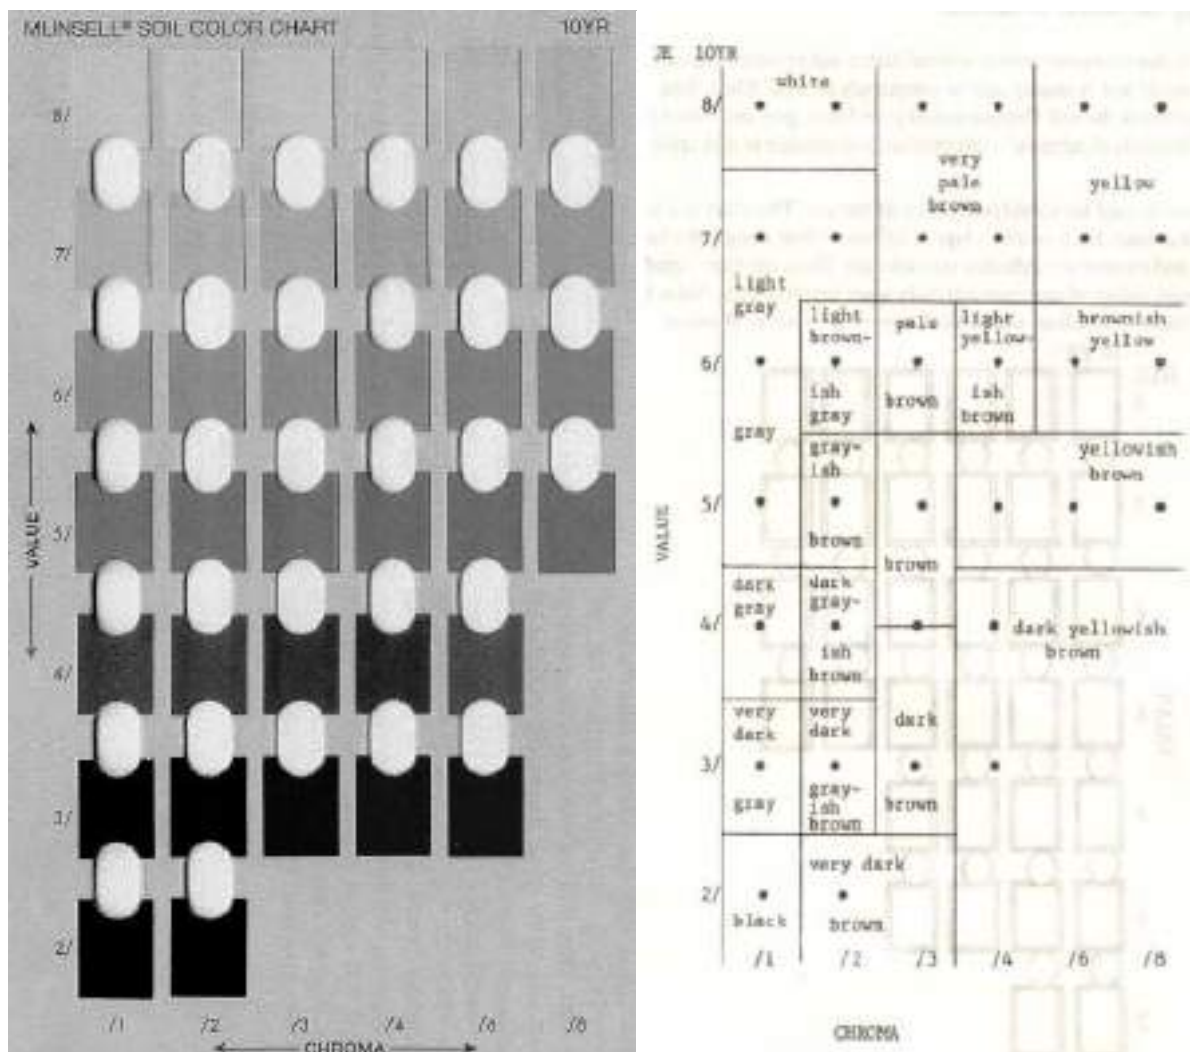 MUNSELL® SOIL COLOR CHART 10YR
8/
7/
6/
5/
4/
3/
2/
VALUE
/1 /2 /3 /4 /6 /8
CHROMA
10YR
white
8/
very
pale
brown
yellow
7/
light
gray
light
brown-
pale
light
yellow-
brownish
yellow
6/
ish
gray
brown
ish
brown
gray
gray-
ish
yellowish
brown
5/
brown
brown
VALUE
dark
gray
dark
gray-
4/
dark yellowish
brown
ish
brown
very
dark
very
dark
dark
3/
gray
gray-
ish
brown
brown
very dark
2/
black
brown
/1 /2 /3 /4 /6 /8
CHROMA